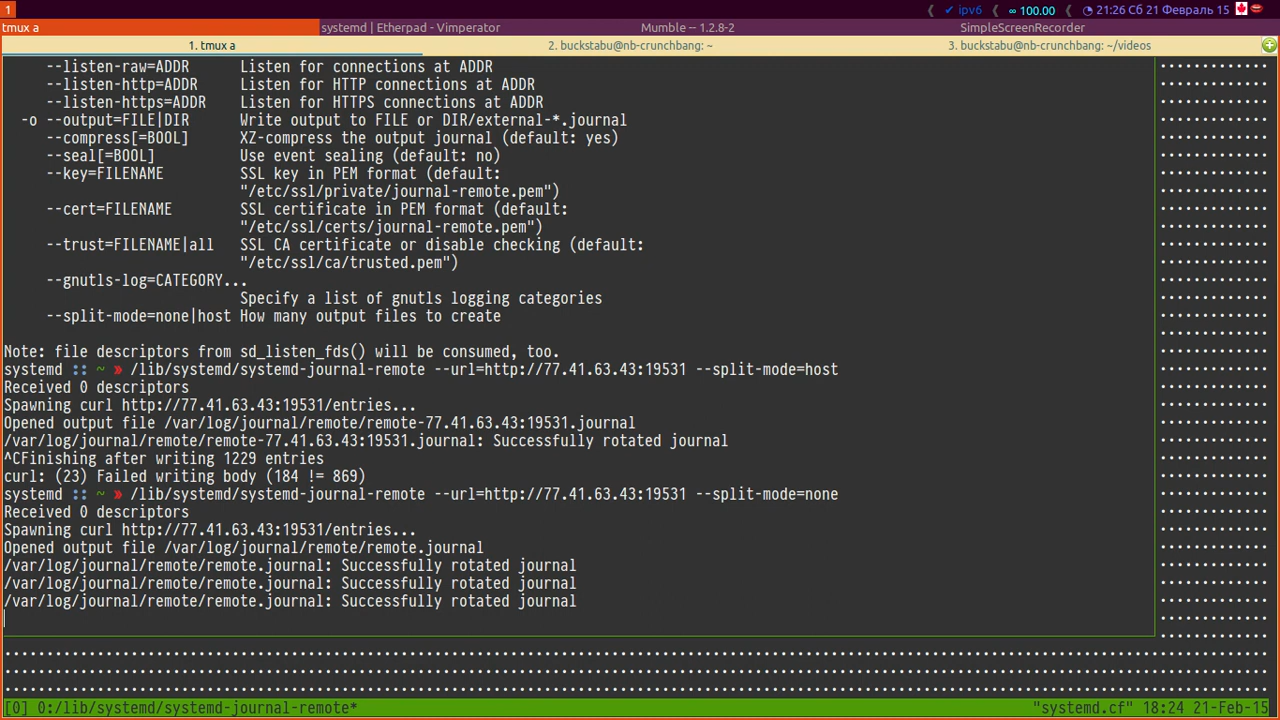 1
ipv6 ∞ 100.00 21:26 Сб 21 Февраль 15
tmux a systemd | Etherpad - Vimperator Mumble -- 1.2.8-2 SimpleScreenRecorder
1. tmux a 2. buckstabu@nb-crunchbang: ~ 3. buckstabu@nb-crunchbang: ~/videos
--listen-raw=ADDR Listen for connections at ADDR
--listen-http=ADDR Listen for HTTP connections at ADDR
--listen-https=ADDR Listen for HTTPS connections at ADDR
-o --output=FILE|DIR Write output to FILE or DIR/external-*.journal
--compress[=BOOL] XZ-compress the output journal (default: yes)
--seal[=BOOL] Use event sealing (default: no)
--key=FILENAME SSL key in PEM format (default:
"/etc/ssl/private/journal-remote.pem")
--cert=FILENAME SSL certificate in PEM format (default:
"/etc/ssl/certs/journal-remote.pem")
--trust=FILENAME|all SSL CA certificate or disable checking (default:
"/etc/ssl/ca/trusted.pem")
--gnutls-log=CATEGORY...
Specify a list of gnutls logging categories
--split-mode=none|host How many output files to create
Note: file descriptors from sd_listen_fds() will be consumed, too.
systemd :: ~ » /lib/systemd/systemd-journal-remote --url=http://77.41.63.43:19531 --split-mode=host
Received 0 descriptors
Spawning curl http://77.41.63.43:19531/entries...
Opened output file /var/log/journal/remote/remote-77.41.63.43:19531.journal
/var/log/journal/remote/remote-77.41.63.43:19531.journal: Successfully rotated journal
^CFinishing after writing 1229 entries
curl: (23) Failed writing body (184 != 869)
systemd :: ~ » /lib/systemd/systemd-journal-remote --url=http://77.41.63.43:19531 --split-mode=none
Received 0 descriptors
Spawning curl http://77.41.63.43:19531/entries...
Opened output file /var/log/journal/remote/remote.journal
/var/log/journal/remote/remote.journal: Successfully rotated journal
/var/log/journal/remote/remote.journal: Successfully rotated journal
/var/log/journal/remote/remote.journal: Successfully rotated journal
[0] 0:/lib/systemd/systemd-journal-remote* "systemd.cf" 18:24 21-Feb-15